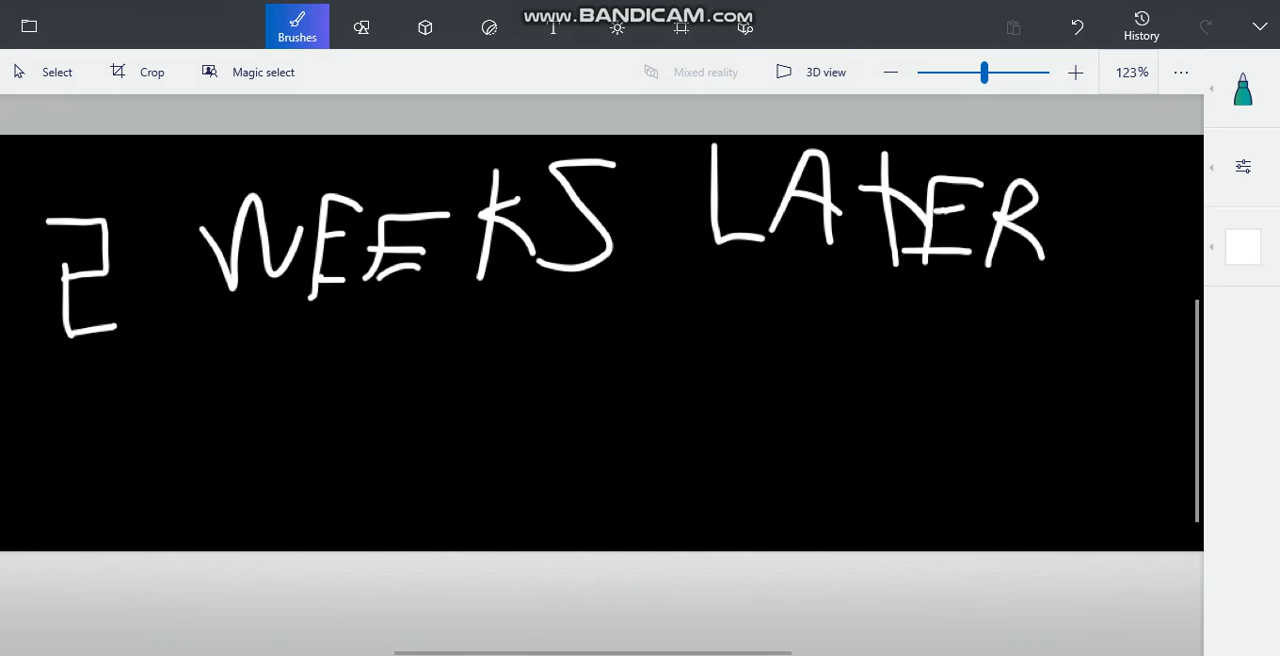 www.BANDICAM.com
Brushes
History
Select Crop Magic select Mixed reality 3D view 123%
2 WEEKS LATER